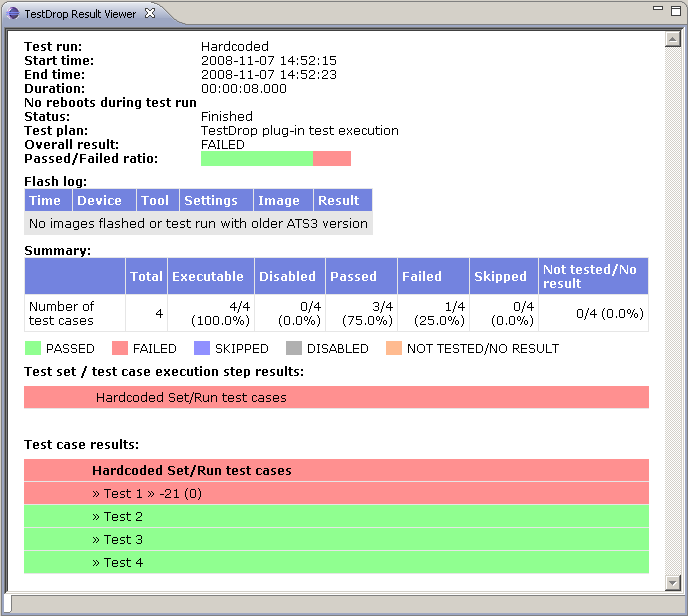 TestDrop Result Viewer
Test run: Hardcoded
Start time: 2008-11-07 14:52:15
End time: 2008-11-07 14:52:23
Duration: 00:00:08.000
No reboots during test run
Status: Finished
Test plan: TestDrop plug-in test execution
Overall result: FAILED
Passed/Failed ratio:
Flash log:
Time Device Tool Settings Image Result
No images flashed or test run with older ATS3 version
Summary:
Total Executable Disabled Passed Failed Skipped Not tested/No result
Number of test cases 4 4/4 (100.0%) 0/4 (0.0%) 3/4 (75.0%) 1/4 (25.0%) 0/4 (0.0%) 0/4 (0.0%)
PASSED FAILED SKIPPED DISABLED NOT TESTED/NO RESULT
Test set / test case execution step results:
Hardcoded Set/Run test cases
Test case results:
Hardcoded Set/Run test cases
» Test 1 » -21 (0)
» Test 2
» Test 3
» Test 4